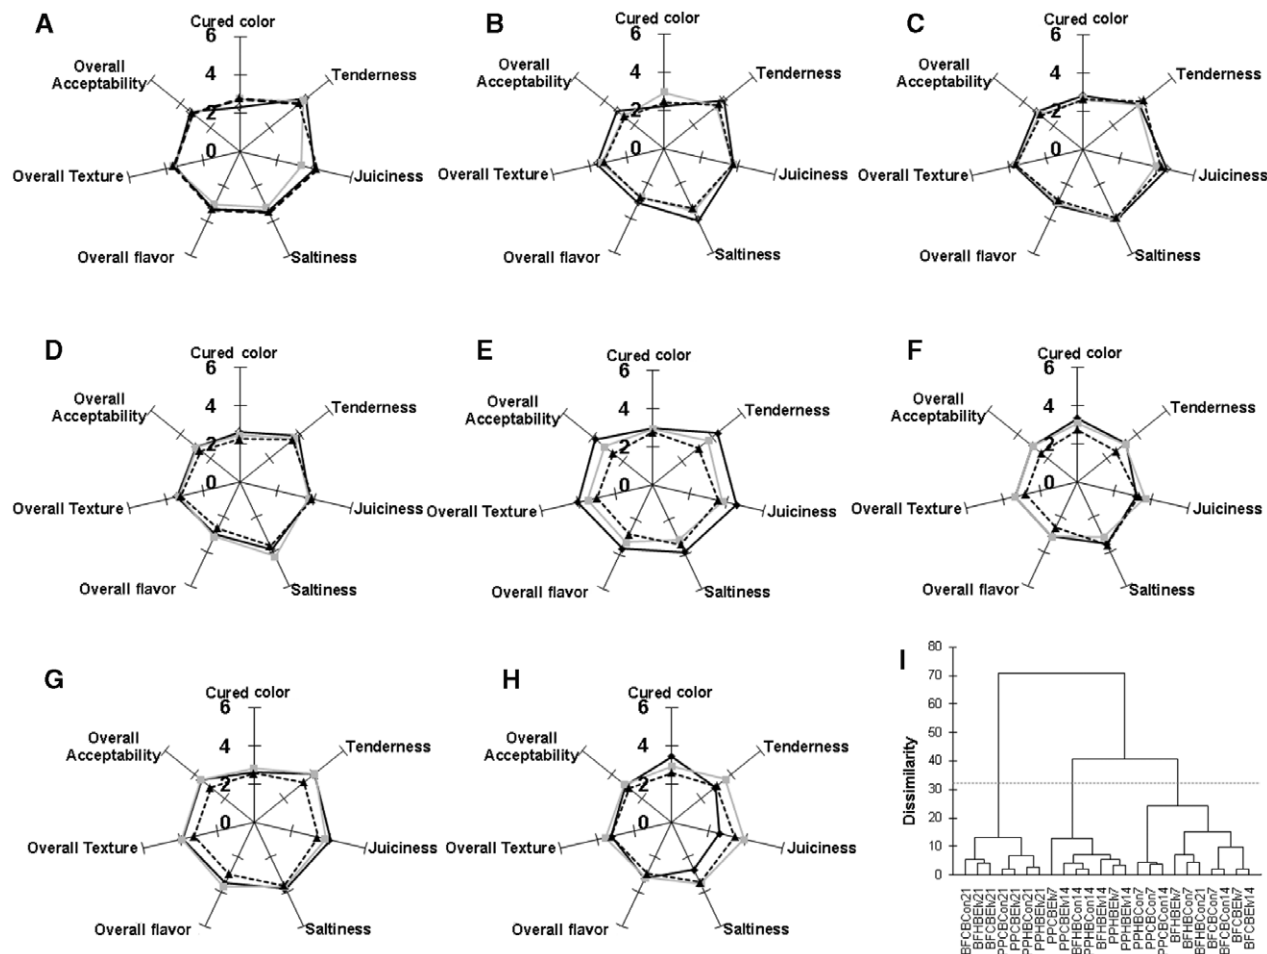 A
Cured color
6
4
2
0
Overall
Acceptability
Tenderness
Overall Texture
Juiciness
Overall flavor
Saltiness
B
Cured color
6
4
2
0
Overall
Acceptability
Tenderness
Overall Texture
Juiciness
Overall flavor
Saltiness
C
Cured color
6
4
2
0
Overall
Acceptability
Tenderness
Overall Texture
Juiciness
Overall flavor
Saltiness
D
Cured color
6
4
2
0
Overall
Acceptability
Tenderness
Overall Texture
Juiciness
Overall flavor
Saltiness
E
Cured color
6
4
2
0
Overall
Acceptability
Tenderness
Overall Texture
Juiciness
Overall flavor
Saltiness
F
Cured color
6
4
2
0
Overall
Acceptability
Tenderness
Overall Texture
Juiciness
Overall flavor
Saltiness
G
Cured color
6
4
2
0
Overall
Acceptability
Tenderness
Overall Texture
Juiciness
Overall flavor
Saltiness
H
Cured color
6
4
2
0
Overall
Acceptability
Tenderness
Overall Texture
Juiciness
Overall flavor
Saltiness
I
Dissimilarity
80
70
60
50
40
30
20
10
0
BFCBCon21
BFHBEM21
BFCBEM21
PPCBCon21
PPCBEM21
PPHBCon21
PPHBEM21
PPCBEM7
PPCBEM14
BFHBCon14
PPHBCon14
BFHBEM14
PPHBEM7
PPHBEM14
PPHBCon7
PPCBCon7
PPCBCon14
BFHBEM7
BFHBCon7
BFHBCon21
BFCBCon7
BFCBCon14
BFCBEM7
BFCBEM14